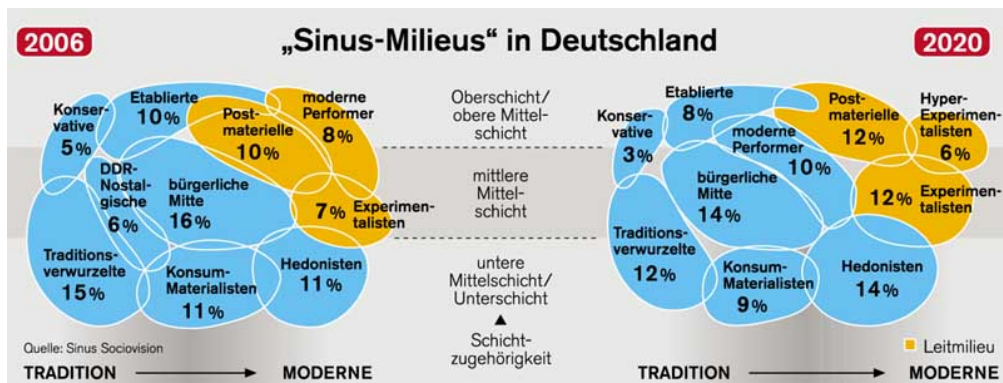 2006
„Sinus-Milieus“ in Deutschland
2020
Konser-
vative
5%
Etablierte
10%
Post-
materielle
10%
moderne
Performer
8%
DDR-
Nostal-
gische
6%
bürgerliche
Mitte
16%
7% Experimen-
talisten
Traditions-
verwurzelte
15%
Konsum-
Materialisten
11%
Hedonisten
11%
Oberschicht/
obere Mittel-
schicht
mittlere
Mittel-
schicht
untere
Mittelschicht/
Unterschicht
Schicht-
zugehörigkeit
Konser-
vative
3%
Etablierte
8%
moderne
Performer
10%
Post-
materielle
12%
Hyper-
Experimen-
talisten
6%
bürgerliche
Mitte
14%
12% Experimen-
talisten
Traditions-
verwurzelte
12%
Konsum-
Materialisten
9%
Hedonisten
14%
Leitmilieu
Quelle: Sinus Sociovision
TRADITION MODERNE
TRADITION MODERNE